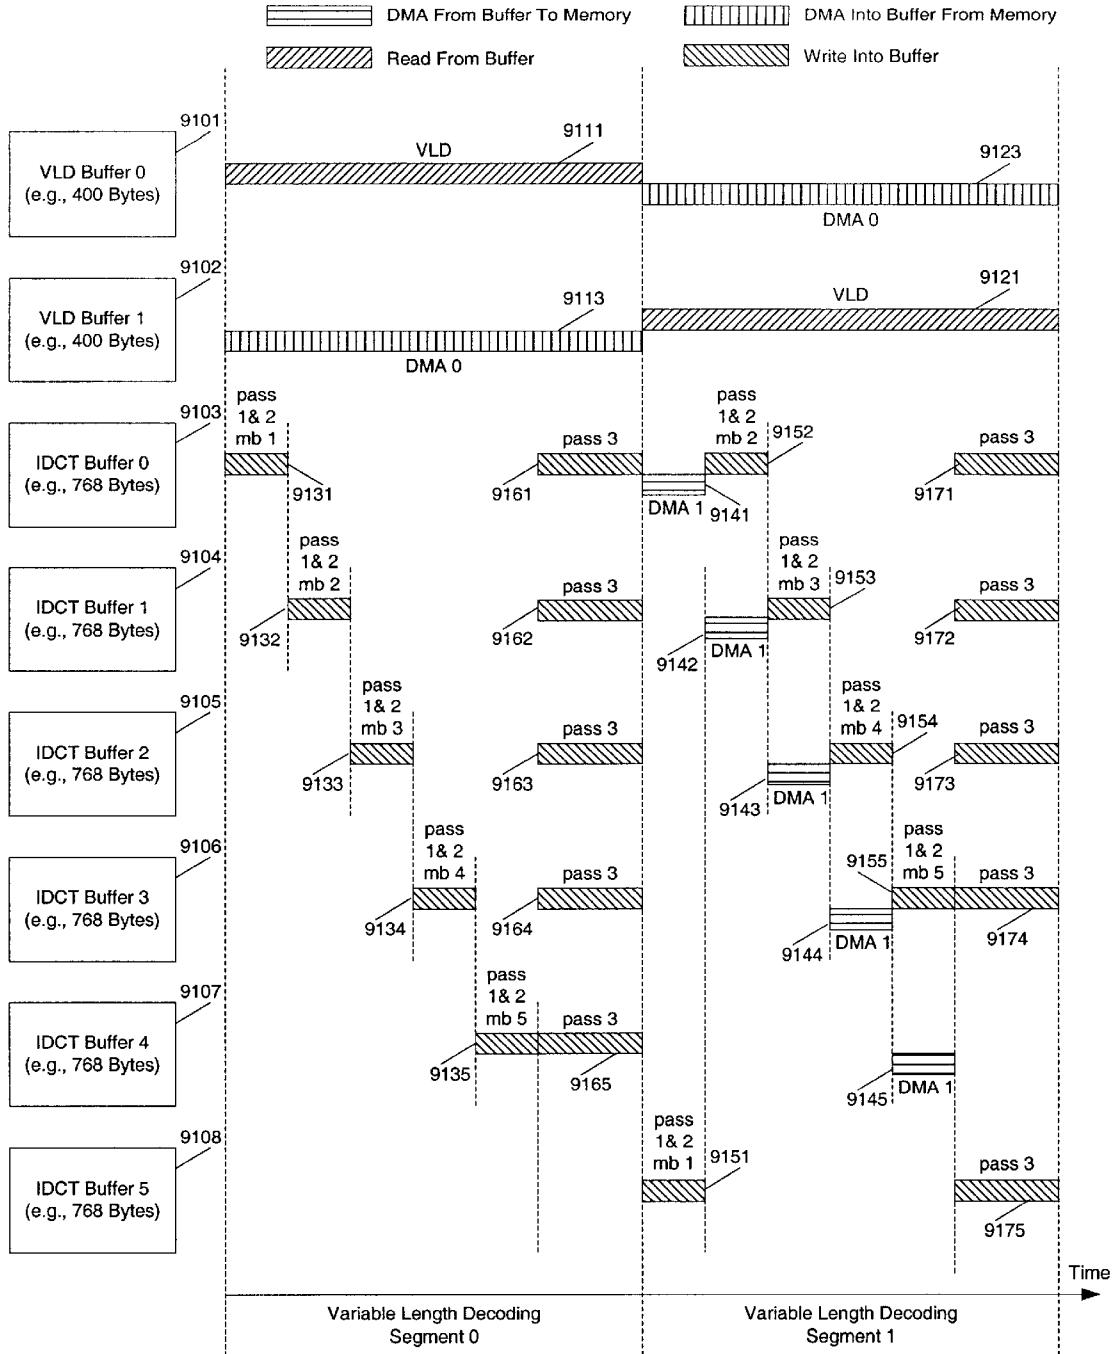 DMA From Buffer To Memory
DMA Into Buffer From Memory
Read From Buffer
Write Into Buffer
9101
VLD Buffer 0
(e.g., 400 Bytes)
VLD
9111
9123
DMA 0
9102
VLD Buffer 1
(e.g., 400 Bytes)
9113
DMA 0
VLD
9121
9103
IDCT Buffer 0
(e.g., 768 Bytes)
pass
1& 2
mb 1
9131
pass 3
9161
DMA 1
9141
pass
1& 2
mb 2
9152
pass 3
9171
9104
IDCT Buffer 1
(e.g., 768 Bytes)
pass
1& 2
mb 2
9132
pass 3
9162
9142
DMA 1
pass
1& 2
mb 3
9153
pass 3
9172
9105
IDCT Buffer 2
(e.g., 768 Bytes)
pass
1& 2
mb 3
9133
pass 3
9163
9143
DMA 1
pass
1& 2
mb 4
9154
pass 3
9173
9106
IDCT Buffer 3
(e.g., 768 Bytes)
pass
1& 2
mb 4
9134
pass 3
9164
9144
DMA 1
9155
pass
1& 2
mb 5
pass 3
9174
9107
IDCT Buffer 4
(e.g., 768 Bytes)
pass
1& 2
mb 5
9135
pass 3
9165
9145
DMA 1
9108
IDCT Buffer 5
(e.g., 768 Bytes)
pass
1& 2
mb 1
9151
pass 3
9175
Time
Variable Length Decoding
Segment 0
Variable Length Decoding
Segment 1